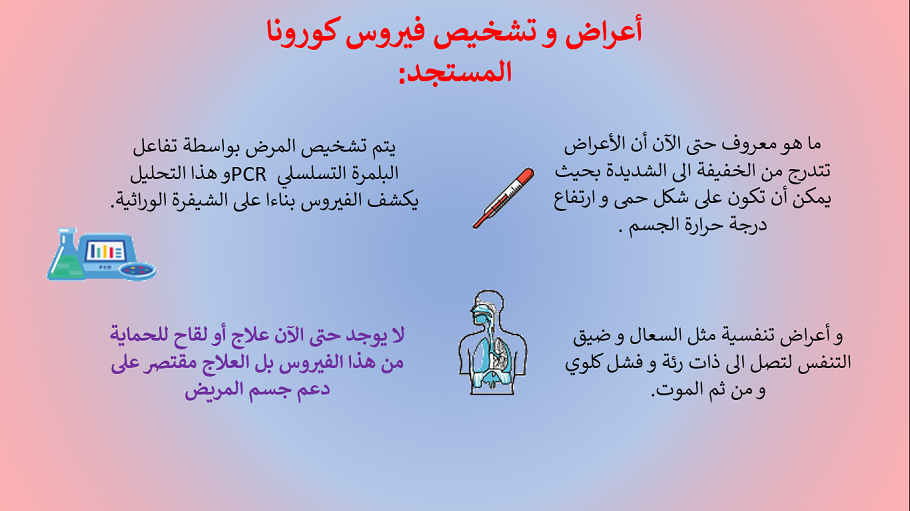 أعراض و تشخيص فيروس كورونا
المستجد:
ما هو معروف حتى الآن أن الأعراض
تتدرج من الخفيفة الى الشديدة بحيث
يمكن أن تكون على شكل حمى و ارتفاع
درجة حرارة الجسم .
يتم تشخيص المرض بواسطة تفاعل
البلمرة التسلسلي PCRو هذا التحليل
يكشف الفيروس بناءا على الشيفرة الوراثية.
PCR
و أعراض تنفسية مثل السعال و ضيق
التنفس لتصل الى ذات رئة و فشل كلوي
و من ثم الموت.
لا يوجد حتى الآن علاج أو لقاح للحماية
من هذا الفيروس بل العلاج مقتصر على
دعم جسم المريض